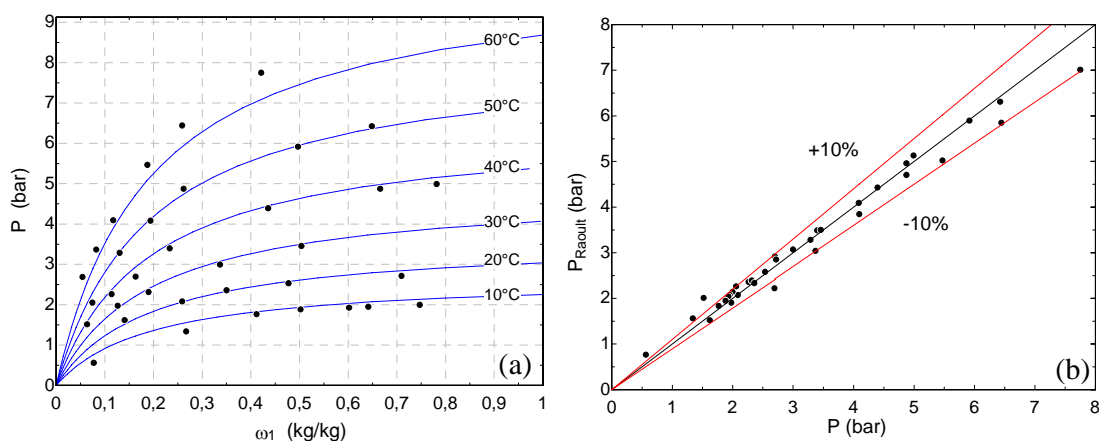 9
8
7
6
5
4
3
2
1
0
P (bar)
60°C
50°C
40°C
30°C
20°C
10°C
(a)
0 0,1 0,2 0,3 0,4 0,5 0,6 0,7 0,8 0,9 1
ω1 (kg/kg)
8
7
6
5
4
3
2
1
0
PRaoult (bar)
+10%
-10%
(b)
0 1 2 3 4 5 6 7 8
P (bar)